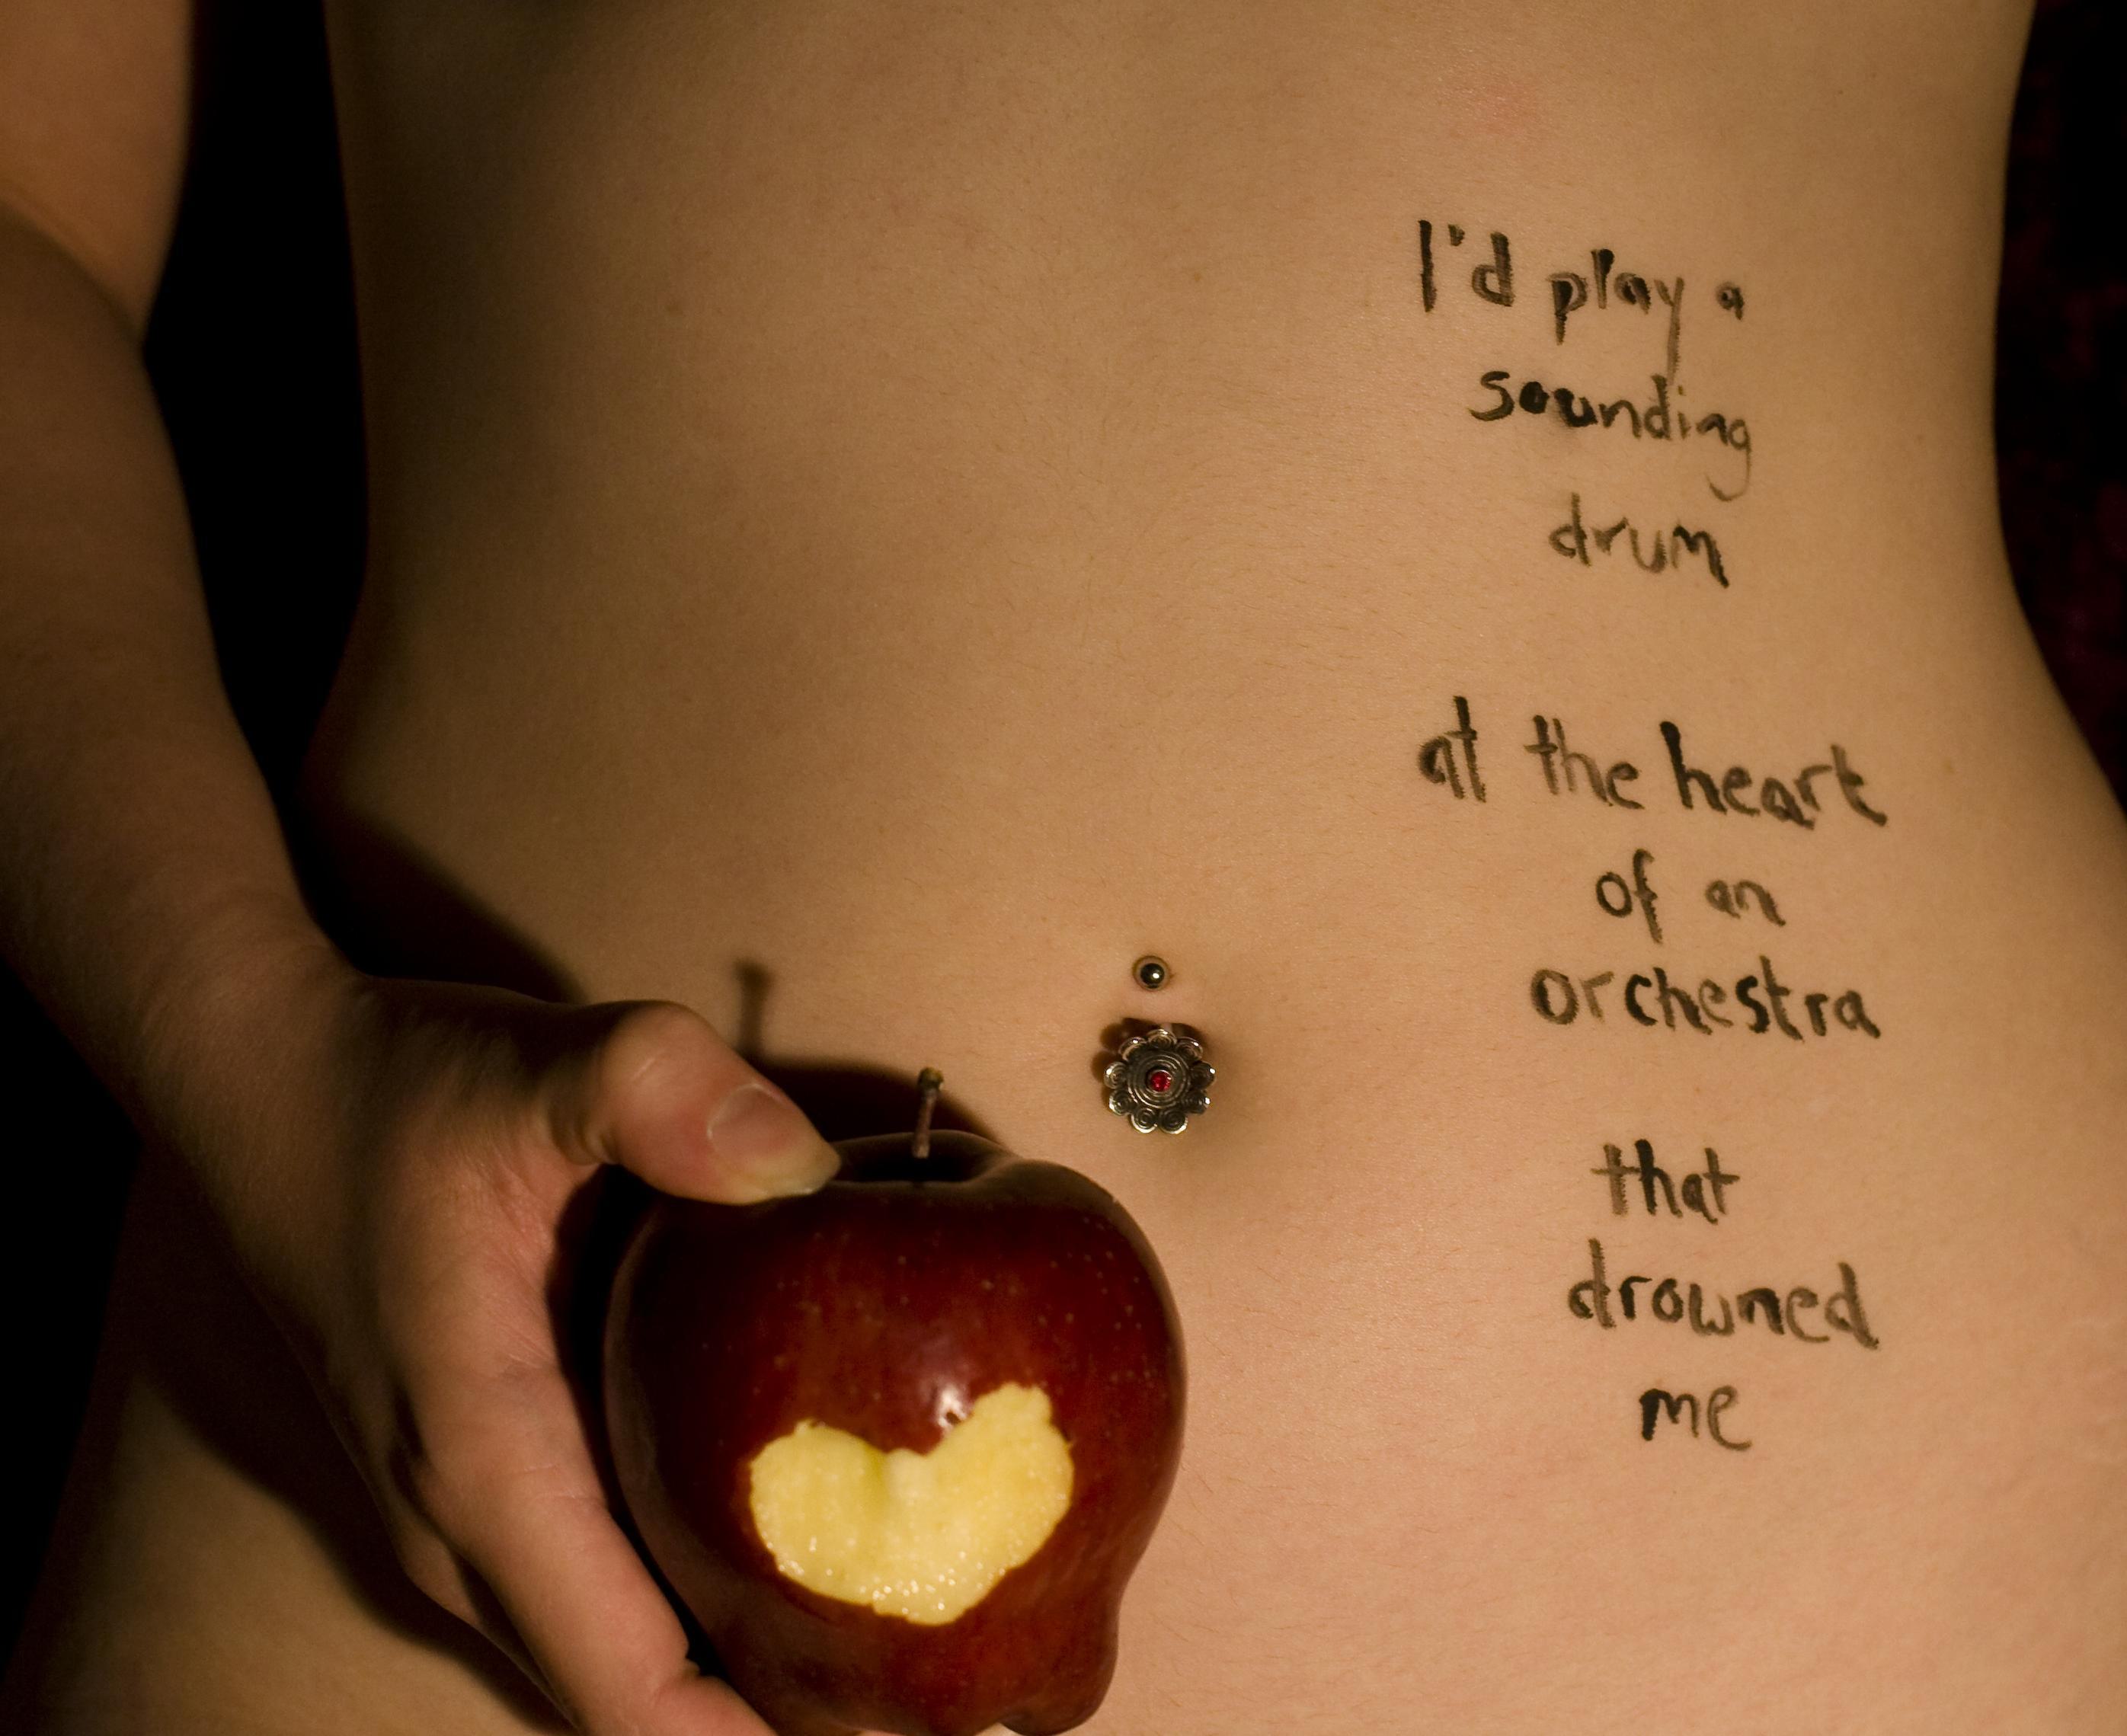 I'd play a
sounding
drum
at the heart
of an
orchestra
that
drowned
me